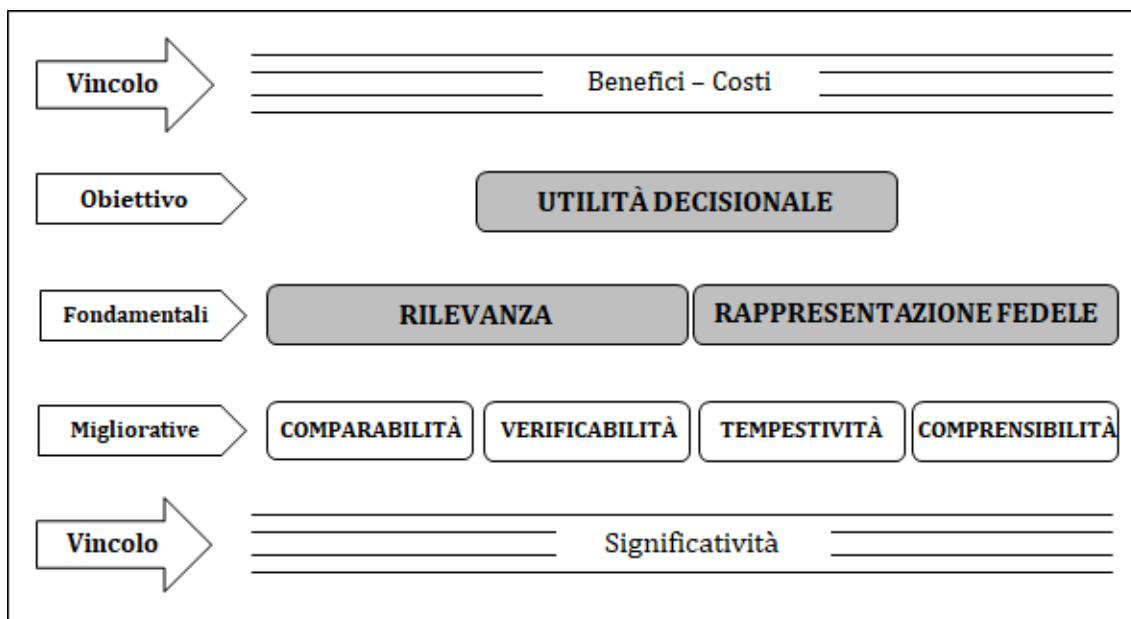 Vincolo
Benefici – Costi
Obiettivo
UTILITÀ DECISIONALE
Fondamentali
RILEVANZA
RAPPRESENTAZIONE FEDELE
Migliorative
COMPARABILITÀ
VERIFICABILITÀ
TEMPESTIVITÀ
COMPRENSIBILITÀ
Vincolo
Significatività